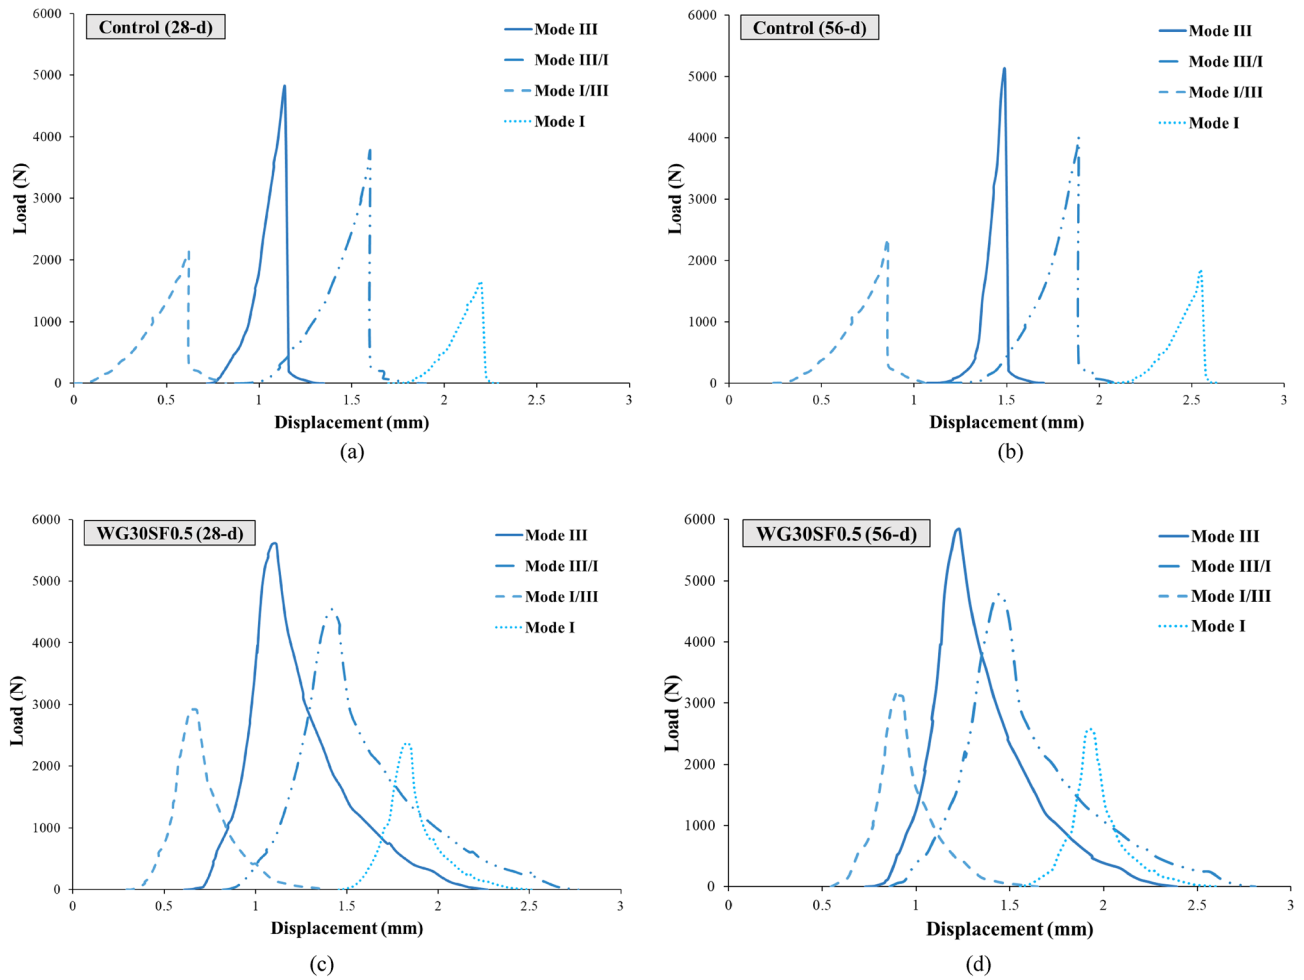 Control (28-d)
Mode III
Mode III/I
Mode I/III
Mode I
Load (N)
6000
5000
4000
3000
2000
1000
0
0 0.5 1 1.5 2 2.5 3
Displacement (mm)
(a)
Control (56-d)
Mode III
Mode III/I
Mode I/III
Mode I
Load (N)
6000
5000
4000
3000
2000
1000
0
0 0.5 1 1.5 2 2.5 3
Displacement (mm)
(b)
WG30SF0.5 (28-d)
Mode III
Mode III/I
Mode I/III
Mode I
Load (N)
6000
5000
4000
3000
2000
1000
0
0 0.5 1 1.5 2 2.5 3
Displacement (mm)
(c)
WG30SF0.5 (56-d)
Mode III
Mode III/I
Mode I/III
Mode I
Load (N)
6000
5000
4000
3000
2000
1000
0
0 0.5 1 1.5 2 2.5 3
Displacement (mm)
(d)